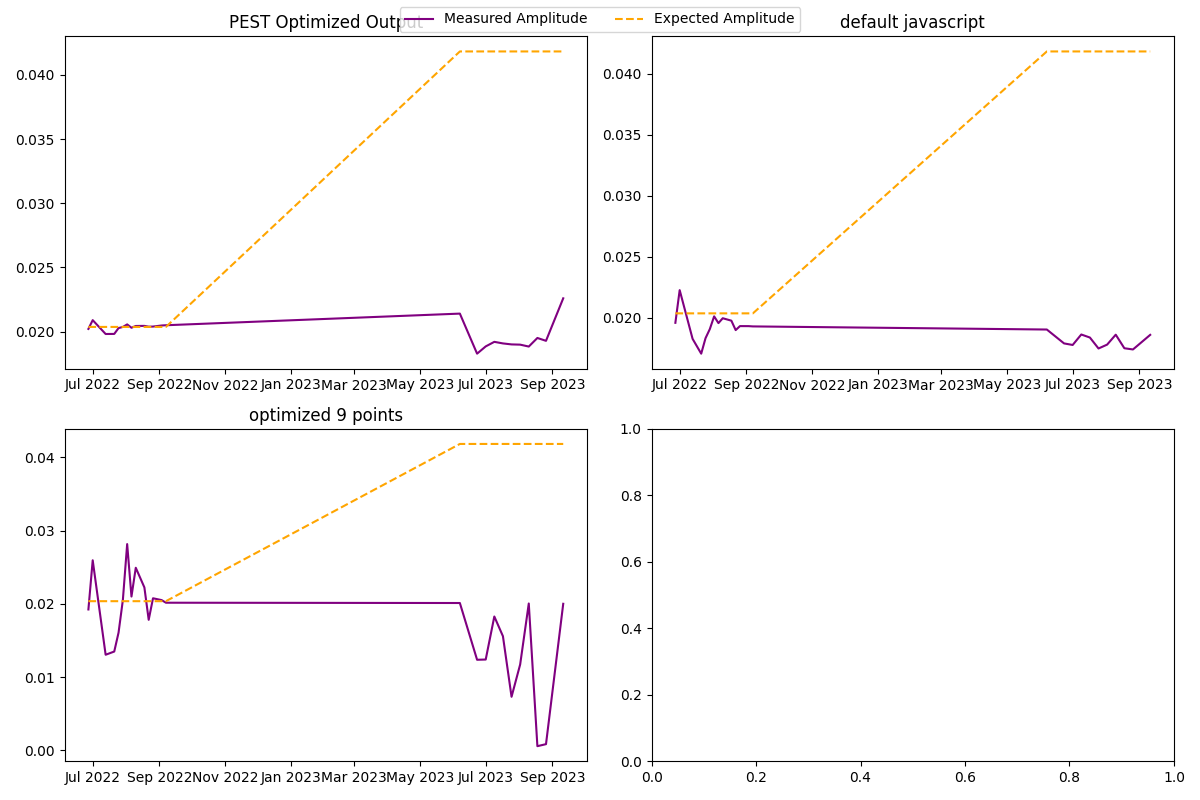 Measured Amplitude Expected Amplitude
PEST Optimized Output
0.040
0.035
0.030
0.025
0.020
Jul 2022 Sep 2022 Nov 2022 Jan 2023 Mar 2023 May 2023 Jul 2023 Sep 2023
default javascript
0.040
0.035
0.030
0.025
0.020
Jul 2022 Sep 2022 Nov 2022 Jan 2023 Mar 2023 May 2023 Jul 2023 Sep 2023
optimized 9 points
0.04
0.03
0.02
0.01
0.00
Jul 2022 Sep 2022 Nov 2022 Jan 2023 Mar 2023 May 2023 Jul 2023 Sep 2023
1.0
0.8
0.6
0.4
0.2
0.0
0.0 0.2 0.4 0.6 0.8 1.0